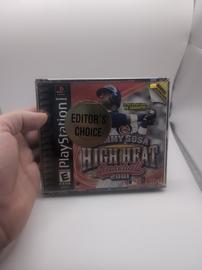 PlayStation
EDITOR'S
CHOICE
SAMMY SOSA
HIGH HEAT
Baseball
2001